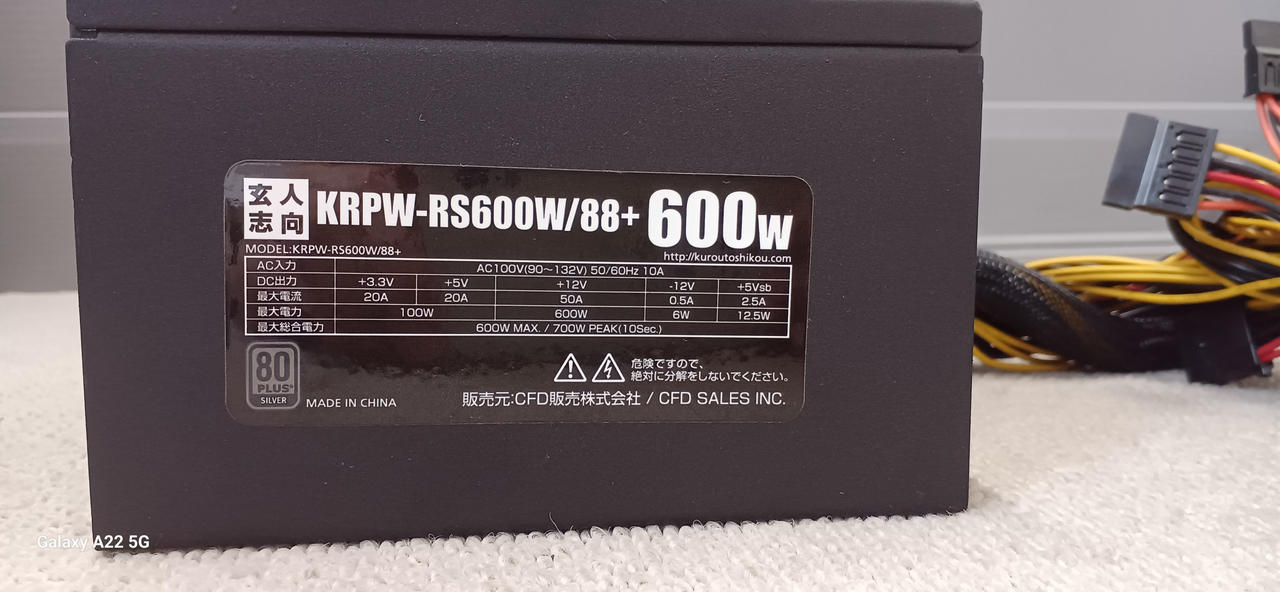 玄人
志向
KRPW-RS600W/88+ 600W
MODEL:KRPW-RS600W/88+
http://kuroutoshikou.com
AC入力 AC100V(90〜132V) 50/60Hz 10A
DC出力 +3.3V +5V +12V -12V +5Vsb
最大電流 20A 20A 50A 0.5A 2.5A
最大電力 100W 600W 6W 12.5W
最大総合電力 600W MAX. / 700W PEAK(10Sec.)
80
PLUS
SILVER
MADE IN CHINA
危険ですので、
絶対に分解をしないでください。
販売元:CFD販売株式会社 / CFD SALES INC.
Galaxy A22 5G